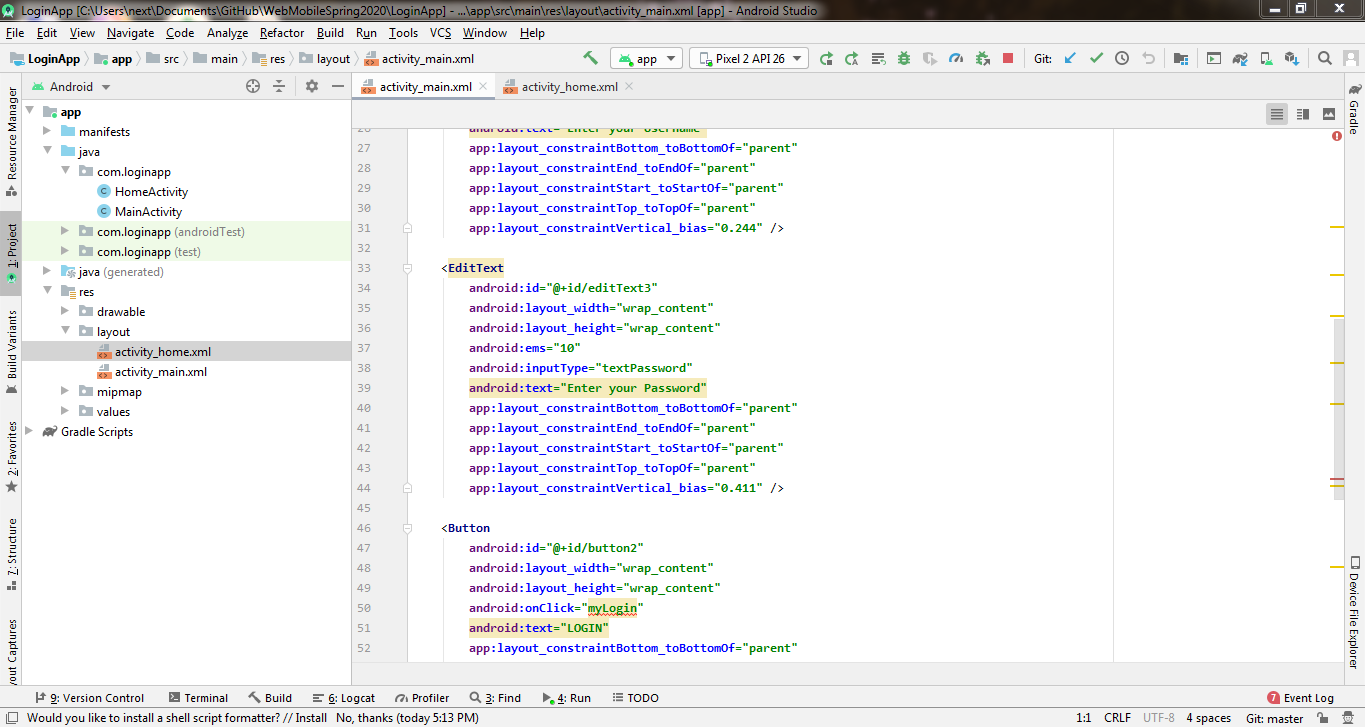 LoginApp [C:\Users\next\Documents\GitHub\WebMobileSpring2020\LoginApp] - ...\app\src\main\res\layout\activity_main.xml [app] - Android Studio
File Edit View Navigate Code Analyze Refactor Build Run Tools VCS Window Help
LoginApp app src main res layout activity_main.xml app Pixel 2 API 26 Git:
Android activity_main.xml activity_home.xml
Resource Manager
1: Project
Build Variants
2: Favorites
7: Structure
app
manifests
java
com.loginapp
HomeActivity
MainActivity
com.loginapp (androidTest)
com.loginapp (test)
java (generated)
res
drawable
layout
activity_home.xml
activity_main.xml
mipmap
values
Gradle Scripts
27 app:layout_constraintBottom_toBottomOf="parent"
28 app:layout_constraintEnd_toEndOf="parent"
29 app:layout_constraintStart_toStartOf="parent"
30 app:layout_constraintTop_toTopOf="parent"
31 app:layout_constraintVertical_bias="0.244" />
32
33 <EditText
34 android:id="@+id/editText3"
35 android:layout_width="wrap_content"
36 android:layout_height="wrap_content"
37 android:ems="10"
38 android:inputType="textPassword"
39 android:text="Enter your Password"
40 app:layout_constraintBottom_toBottomOf="parent"
41 app:layout_constraintEnd_toEndOf="parent"
42 app:layout_constraintStart_toStartOf="parent"
43 app:layout_constraintTop_toTopOf="parent"
44 app:layout_constraintVertical_bias="0.411" />
45
46 <Button
47 android:id="@+id/button2"
48 android:layout_width="wrap_content"
49 android:layout_height="wrap_content"
50 android:onClick="myLogin"
51 android:text="LOGIN"
52 app:layout_constraintBottom_toBottomOf="parent"
Gradle
Device File Explorer
9: Version Control Terminal Build 6: Logcat Profiler 3: Find 4: Run TODO 7 Event Log
Would you like to install a shell script formatter? // Install No, thanks (today 5:13 PM) 1:1 CRLF UTF-8 4 spaces Git: master